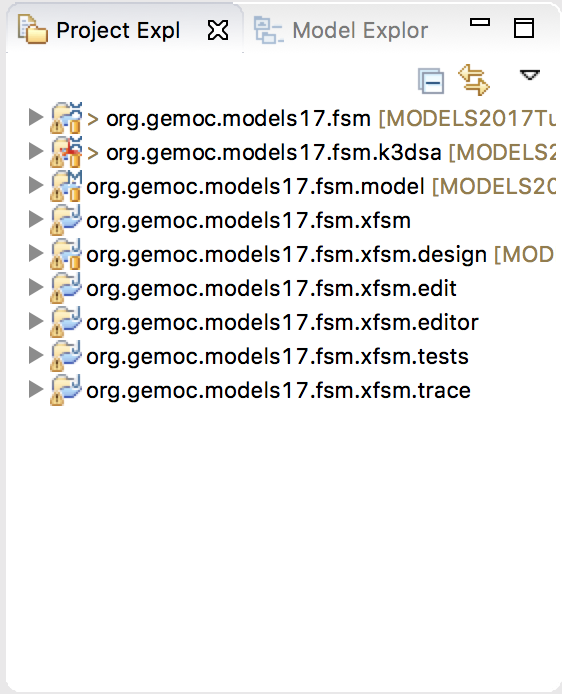 Project Expl Model Explor
> org.gemoc.models17.fsm [MODELS2017Tu
> org.gemoc.models17.fsm.k3dsa [MODELS2
org.gemoc.models17.fsm.model [MODELS20
org.gemoc.models17.fsm.xfsm
org.gemoc.models17.fsm.xfsm.design [MOD
org.gemoc.models17.fsm.xfsm.edit
org.gemoc.models17.fsm.xfsm.editor
org.gemoc.models17.fsm.xfsm.tests
org.gemoc.models17.fsm.xfsm.trace